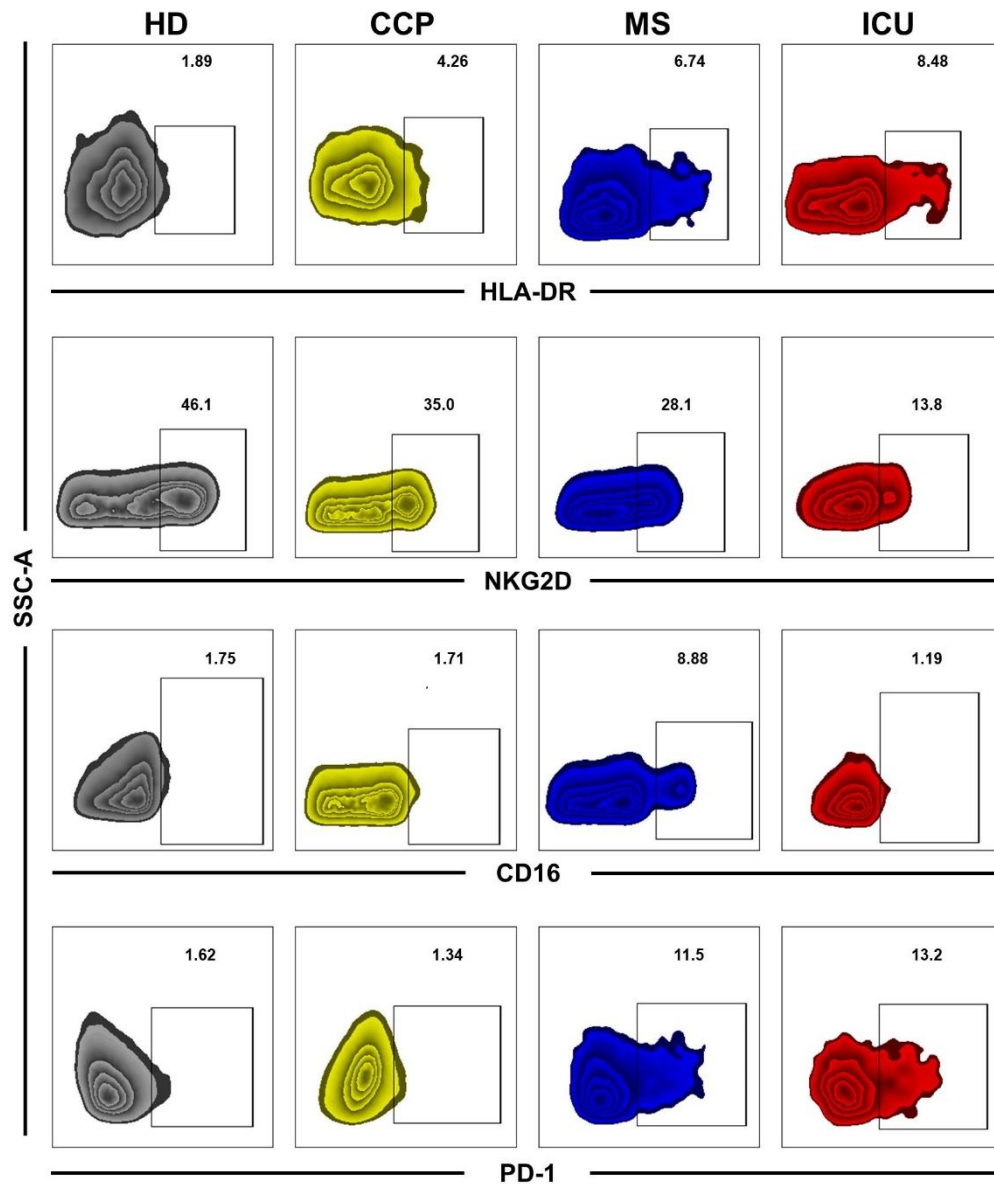 HD CCP MS ICU
1.89 4.26 6.74 8.48
HLA-DR
46.1 35.0 28.1 13.8
NKG2D
SSC-A
1.75 1.71 8.88 1.19
CD16
1.62 1.34 11.5 13.2
PD-1